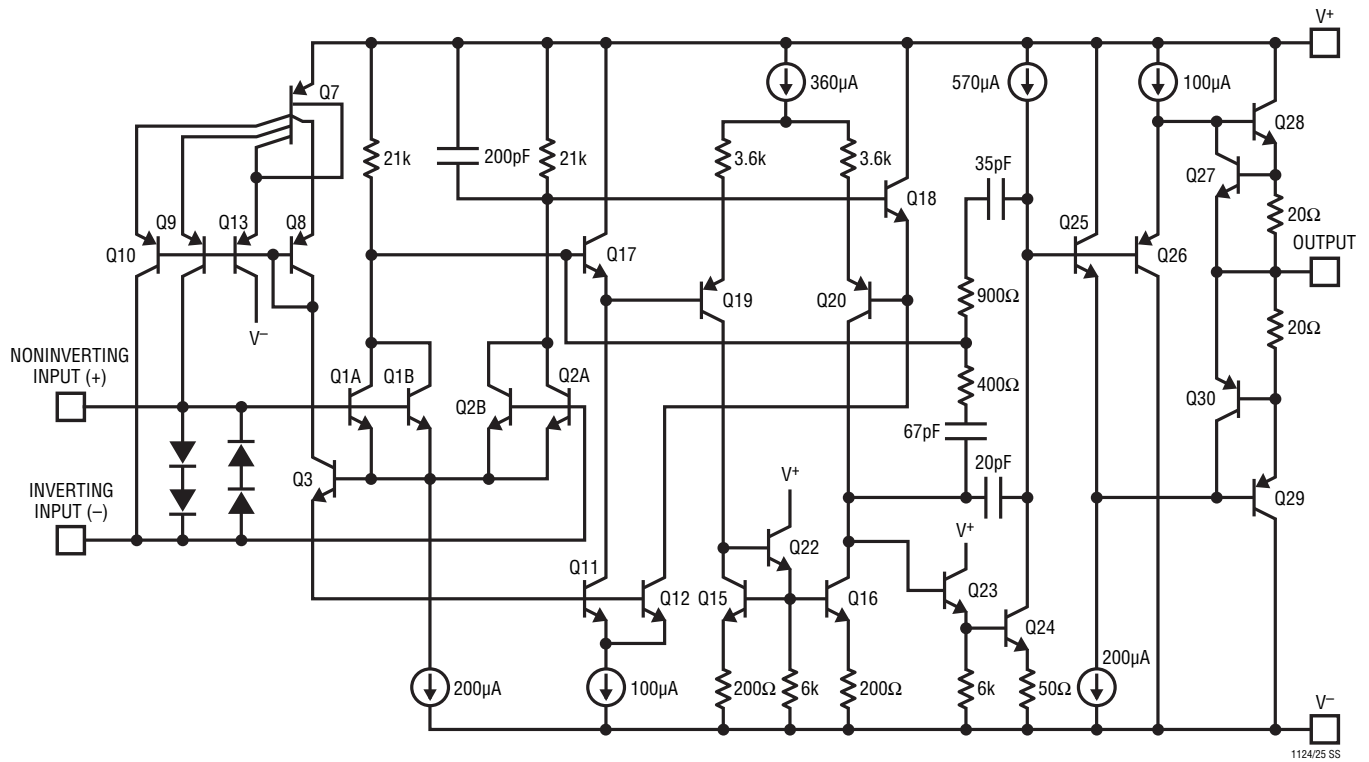 V+
360µA
570µA
100µA
Q7
Q28
21k
200pF
21k
3.6k
3.6k
35pF
Q27
Q18
20Ω
Q9
Q13
Q8
Q25
OUTPUT
Q10
Q17
Q26
Q19
Q20
900Ω
20Ω
V–
NONINVERTING
INPUT (+)
Q1A
Q1B
Q2A
Q2B
400Ω
Q30
67pF
20pF
Q3
V+
INVERTING
INPUT (–)
Q29
V+
Q22
Q11
Q12
Q15
Q16
Q23
Q24
200µA
200µA
100µA
200Ω
6k
200Ω
6k
50Ω
V–
1124/25 SS